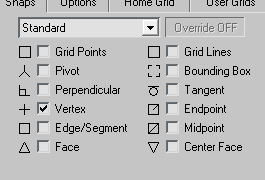 Snaps Options Home Grid User Grids
Standard Override OFF
Grid Points Grid Lines
Pivot Bounding Box
Perpendicular Tangent
Vertex Endpoint
Edge/Segment Midpoint
Face Center Face